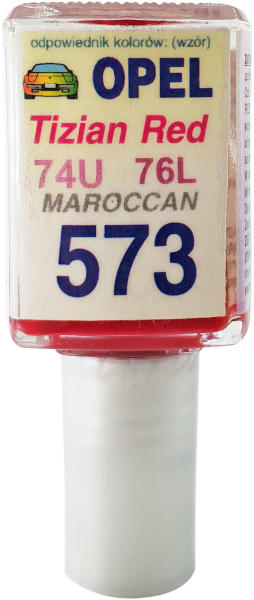 odpowiednik kolorów: (wzór)
OPEL
Tizian Red
74U 76L
MAROCCAN
573